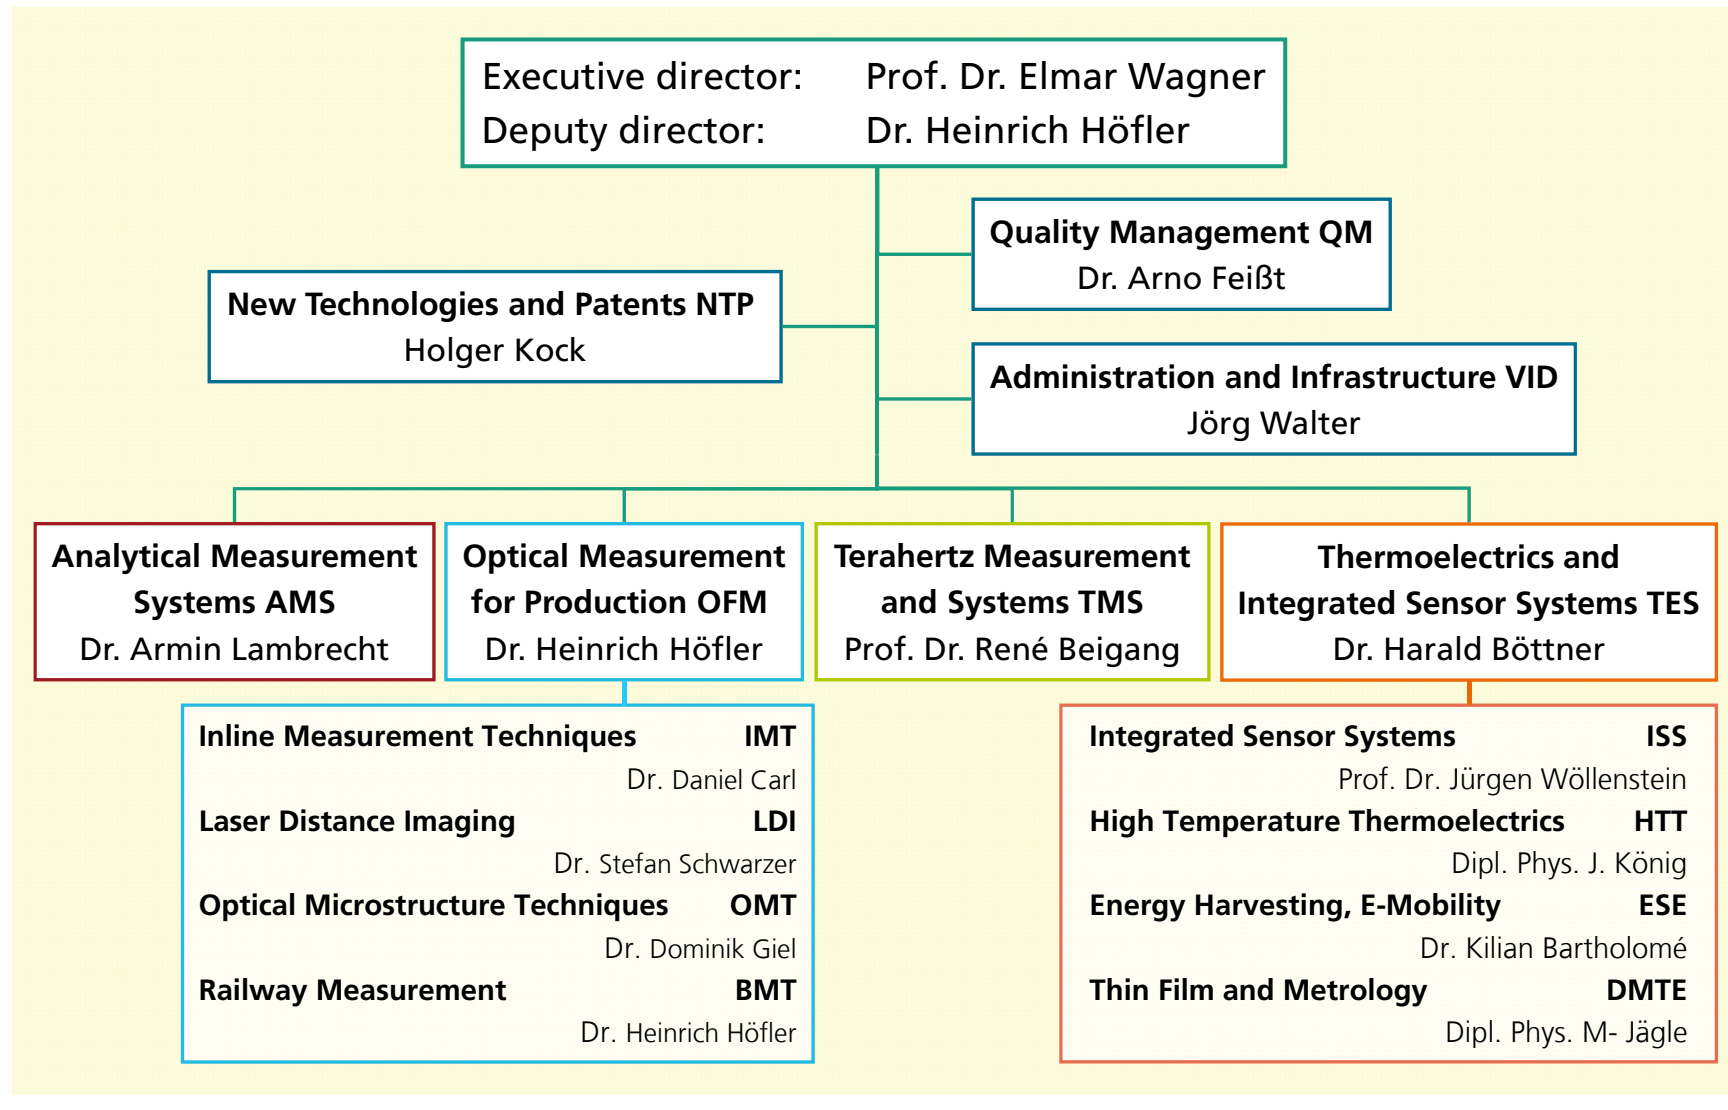 Executive director: Prof. Dr. Elmar Wagner
Deputy director: Dr. Heinrich Höfler
Quality Management QM
Dr. Arno Feißt
New Technologies and Patents NTP
Holger Kock
Administration and Infrastructure VID
Jörg Walter
Analytical Measurement
Systems AMS
Dr. Armin Lambrecht
Optical Measurement
for Production OFM
Dr. Heinrich Höfler
Terahertz Measurement
and Systems TMS
Prof. Dr. René Beigang
Thermoelectrics and
Integrated Sensor Systems TES
Dr. Harald Böttner
Inline Measurement Techniques IMT
Dr. Daniel Carl
Laser Distance Imaging LDI
Dr. Stefan Schwarzer
Optical Microstructure Techniques OMT
Dr. Dominik Giel
Railway Measurement BMT
Dr. Heinrich Höfler
Integrated Sensor Systems ISS
Prof. Dr. Jürgen Wöllenstein
High Temperature Thermoelectrics HTT
Dipl. Phys. J. König
Energy Harvesting, E-Mobility ESE
Dr. Kilian Bartholomé
Thin Film and Metrology DMTE
Dipl. Phys. M- Jägle